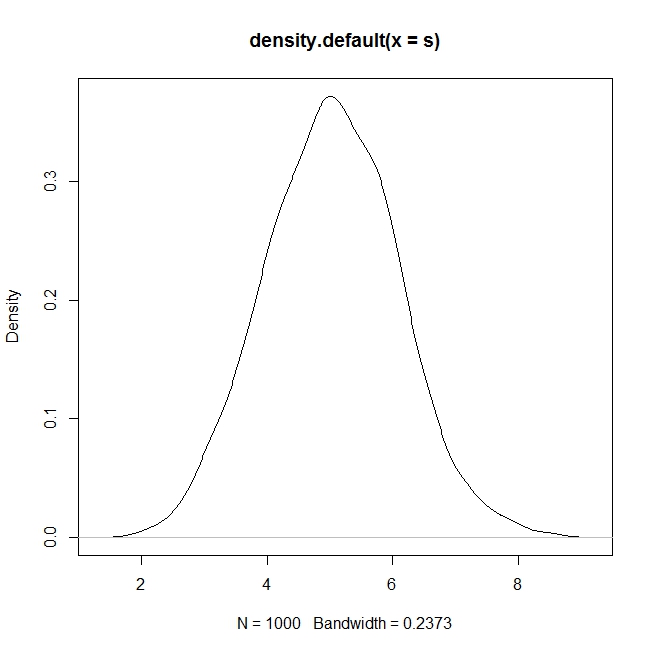 density.default(x = s)
Density
0.3
0.2
0.1
0.0
2 4 6 8
N = 1000 Bandwidth = 0.2373